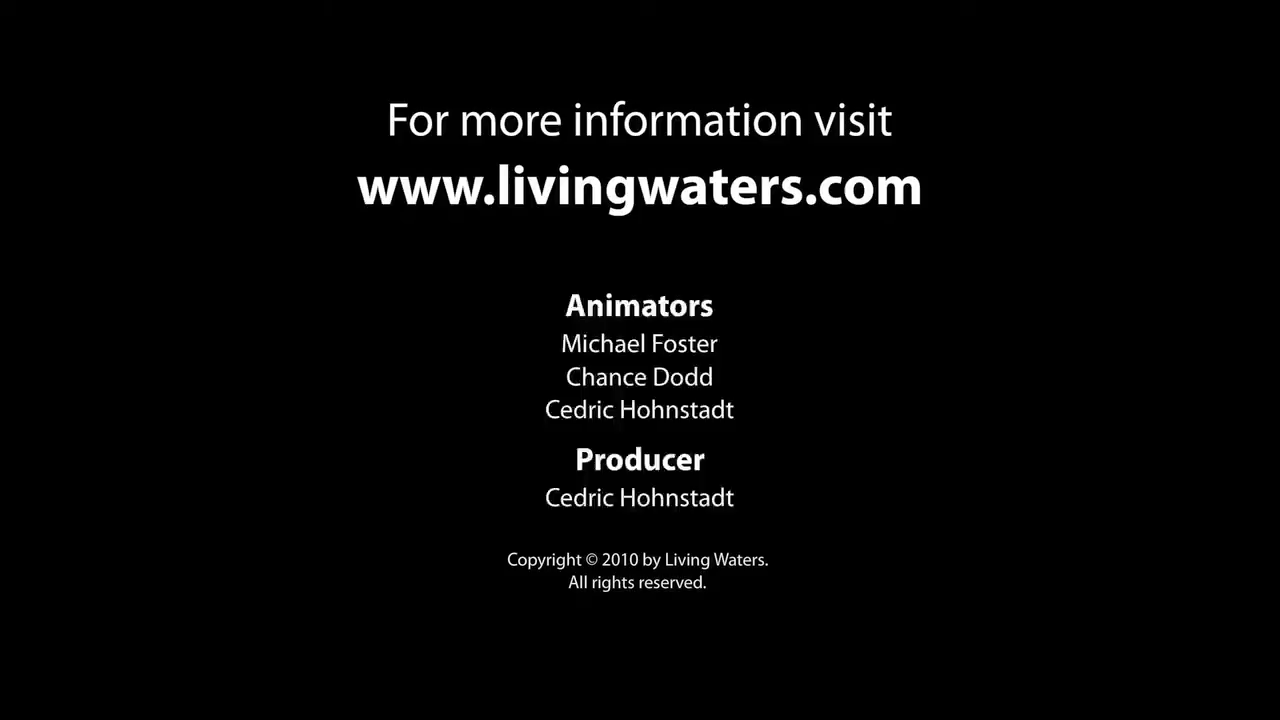 For more information visit
www.livingwaters.com
Animators
Michael Foster
Chance Dodd
Cedric Hohnstadt
Producer
Cedric Hohnstadt
Copyright © 2010 by Living Waters.
All rights reserved.